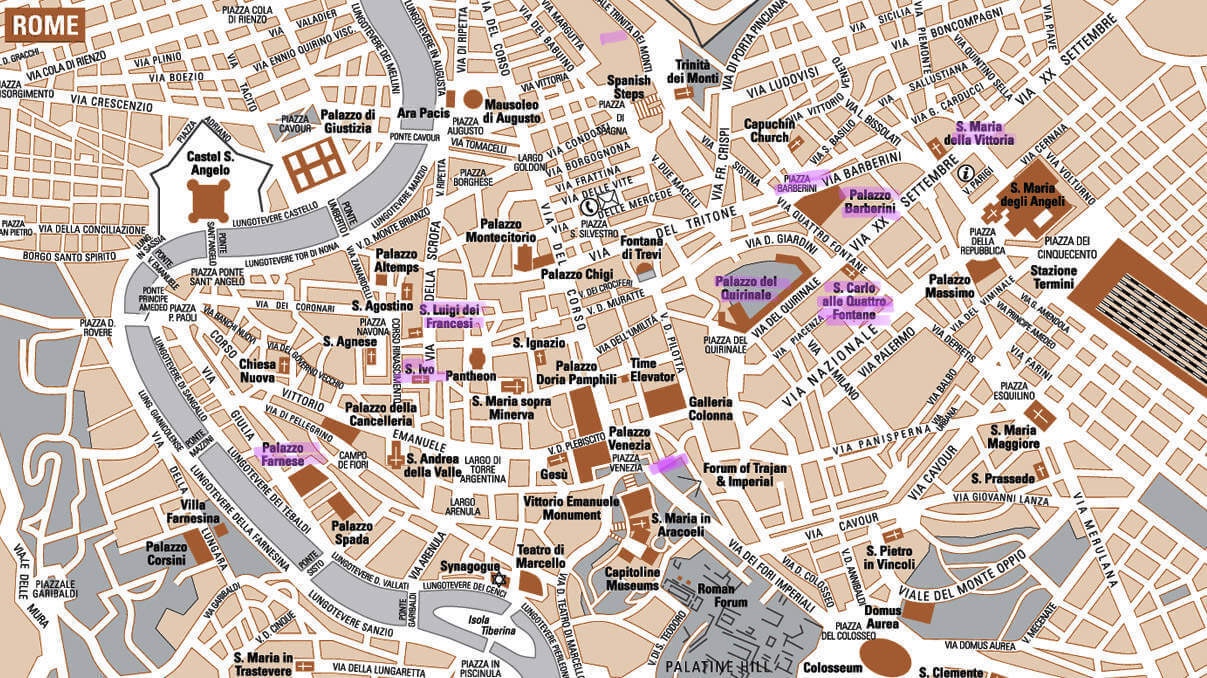 ROME
PIAZZA COLA
DI RIENZO
VALADIER
LUNGOTEVERE DEI MELLINI
LUNGOTEVERE IN AUGUSTA
VIA DI RIPETTA
VIA DEL CORSO
VIA DEL BABUINO
VIA MARGUTTA
VIALE TRINITA DEI MONTI
VIA DI PORTA PINCIANA
VIA SICILIA
VIA BONCOMPAGNI
VIA PIEMONTE
VIA PIAVE
VIA XX SETTEMBRE
D. GRACCHI
VIA PLINIO
VIA COLA DI RIENZO
VIA ENNIO QUIRINO VISC.
VIA BOEZIO
TACITO
VIA CRESCENZIO
VIA VITTORIA
Spanish
Steps
PIAZZA
DI
Trinità
dei Monti
VIA LUDOVISI
VENETO
VIA SALLUSTIANA
VIA QUINTINO SELLA
VIA G. CARDUCCI
PIAZZA
ADRIANO
PIAZZA
CAVOUR
Palazzo di
Giustizia
Ara Pacis
Mausoleo
di Augusto
PONTE CAVOUR
PIAZZA
AUGUSTO
VIA TOMACELLI
LARGO
GOLDONI
VIA CONDOTTI
VIA BORGOGNONA
VIA FRATTINA
VIA DELLE VITE
DELLE MERCEDE
V. DUE MACELLI
VIA FR. CRISPI
VIA SISTINA
Capuchin
Church
VIA S. BASILIO
V. L. BISSOLATI
S. Maria
della Vittoria
VIA CERNAIA
V. VOLTURNO
Castel S.
Angelo
V. RIPETTA
PIAZZA
BORGHESE
PIAZZA
BARBERINI
VIA BARBERINI
Palazzo
Barberini
V. PARIGI
S. Maria
degli Angeli
LUNGOTEVERE CASTELLO
PONTE
UMBERTO
LUNGOTEVERE MARZIO
PIAZZA
S. SILVESTRO
VIA DEL TRITONE
VIA QUATTRO FONTANE
VIA XX SETTEMBRE
VIA DELLA CONCILIAZIONE
BORGO SANTO SPIRITO
PONTE
SANT'ANGELO
PIAZZA PONTE
SANT' ANGELO
LUNGOTEVERE TOR DI NONA
V. D. MONTE BRIANZO
V. ZANARDELLI
Palazzo
Altemps
Palazzo
Montecitorio
Palazzo Chigi
Fontana
di Trevi
VIA D. GIARDINI
PIAZZA
DELLA
REPUBBLICA
PIAZZA DEI
CINQUECENTO
Stazione
Termini
PONTE
PRINCIPE
AMEDEO
PIAZZA
P. PAOLI
PIAZZA D.
ROVERE
VIA DEI CORONARI
VIA BANCHI NUOVI
S. Agostino
VIA DELLA SCROFA
S. Luigi dei
Francesi
V. DEI CROCIFERI
V. D. MURATTE
Palazzo del
Quirinale
VIA DEL QUIRINALE
S. Carlo
alle Quattro
Fontane
Palazzo
Massimo
V. D. VIMINALE
VIA G. AMENDOLA
VIA PRINCIPE AMEDEO
PIAZZA
NAVONA
S. Agnese
CORSO RINASCIMENTO
S. Ivo
Pantheon
S. Ignazio
VIA DEL CORSO
VIA DELL'UMILITÀ
V. D. PILOTTA
PIAZZA DEL
QUIRINALE
VIA PIACENZA
VIA NAZIONALE
VIA PALERMO
VIA DEPRETIS
VIA MILANO
VIA FARINI
Chiesa
Nuova
VIA DEL GOVERNO VECCHIO
CORSO VITTORIO EMANUELE
S. Maria sopra
Minerva
Palazzo
Doria Pamphili
Time
Elevator
Galleria
Colonna
VIA BALBO
V. URBANA
PIAZZA
ESQUILINO
S. Maria
Maggiore
LUNGOTEVERE DI SANGALLO
LUNG. GIANICOLENSE
PONTE
MAZZINI
VIA GIULIA
VIA DI PELLEGRINO
Palazzo della
Cancelleria
Palazzo
Farnese
CAMPO
DE FIORI
S. Andrea
della Valle
LARGO DI
TORRE
ARGENTINA
V.D PLEBISCITO
Gesù
Palazzo
Venezia
PIAZZA
VENEZIA
Forum of Trajan
& Imperial
VIA PANISPERNA
VIA CAVOUR
S. Prassede
VIA GIOVANNI LANZA
VIA MERULANA
Villa
Farnesina
Palazzo
Corsini
VIA DELLA LUNGARA
LUNGOTEVERE DELLA FARNESINA
LUNGOTEVERE DEI TEBALDI
Palazzo
Spada
LARGO
ARENULA
VIA ARENULA
Vittorio Emanuele
Monument
S. Maria in
Aracoeli
VIA CAVOUR
S. Pietro
in Vincoli
VIALE DEL MONTE OPPIO
VIALE DELLE MURA
PIAZZALE
GARIBALDI
VIA GARIBALDI
PONTE
SISTO
LUNGOTEVERE D. VALLATI
LUNGOTEVERE DEI CENCI
Synagogue
Teatro di
Marcello
Capitoline
Museums
Roman
Forum
VIA DEI FORI IMPERIALI
VIA D. COLOSSEO
V. D. ANNIBALDI
Domus
Aurea
V. MECENATE
V. D. CINQUE
LUNGOTEVERE SANZIO
PONTE
GARIBALDI
Isola
Tiberina
LUNGOTEVERE PIERLEONI
VIA D. TEATRO DI MARCELLO
V. DI S. TEODORO
PIAZZA
DEL COLOSSEO
VIA DOMUS AUREA
S. Maria in
Trastevere
VIA DELLA LUNGARETTA
PIAZZA IN
PISCINULA
PALATINE HILL
Colosseum
S. Clemente